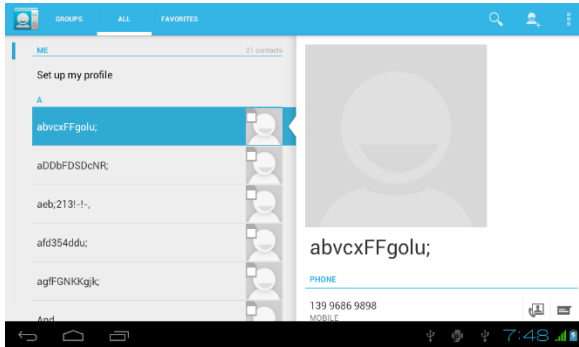 GROUPS ALL FAVORITES
ME 21 contacts
Set up my profile
A
abvcxFFgolu;
aDDbFDSDcNR;
aeb;213!-!-,
afd354ddu;
agfFGNKKgjk;
And
abvcxFFgolu;
PHONE
139 9686 9898
MOBILE
7:48